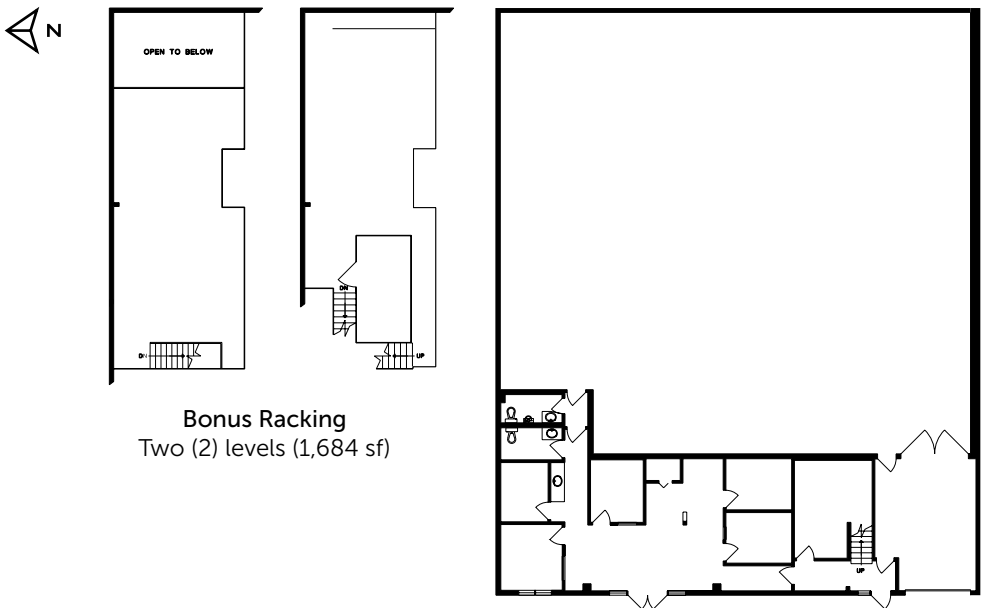 N
OPEN TO BELOW
DN
DN
UP
Bonus Racking
Two (2) levels (1,684 sf)
UP